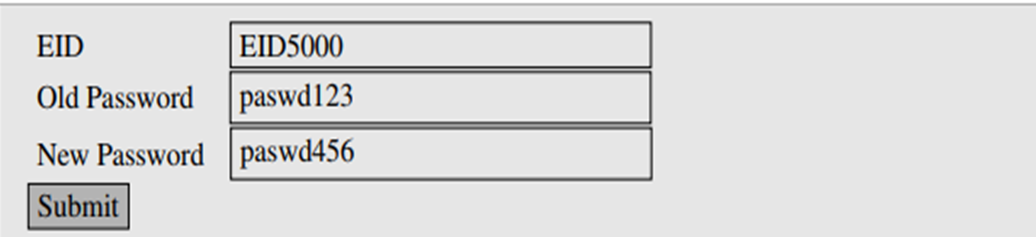 EID EID5000
Old Password paswd123
New Password paswd456
Submit